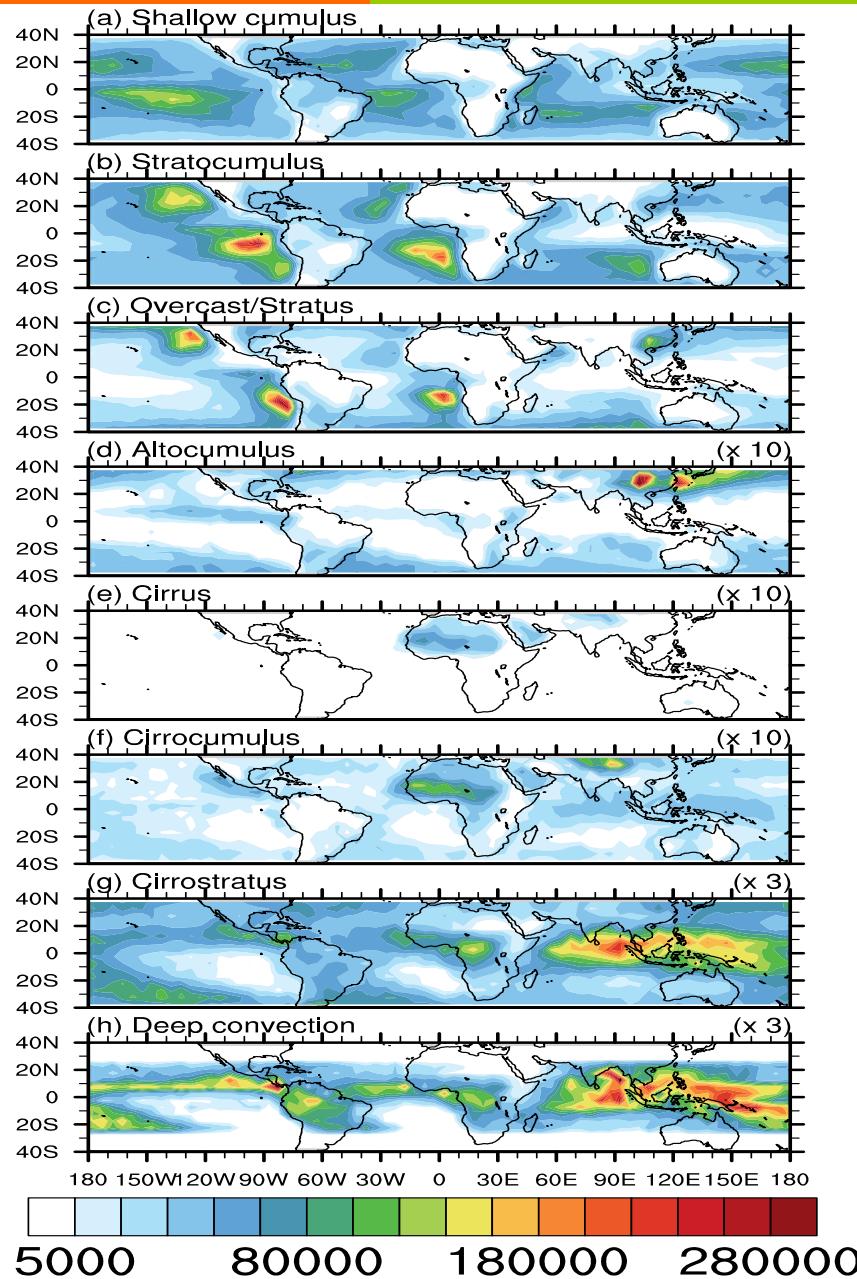 (a) Shallow cumulus
40N
20N
0
20S
40S
(b) Stratocumulus
40N
20N
0
20S
40S
(c) Overcast/Stratus
40N
20N
0
20S
40S
(d) Altocumulus (x 10)
40N
20N
0
20S
40S
(e) Cirrus (x 10)
40N
20N
0
20S
40S
(f) Cirrocumulus (x 10)
40N
20N
0
20S
40S
(g) Cirrostratus (x 3)
40N
20N
0
20S
40S
(h) Deep convection (x 3)
40N
20N
0
20S
40S
180 150W 120W 90W 60W 30W 0 30E 60E 90E 120E 150E 180
5000 80000 180000 280000